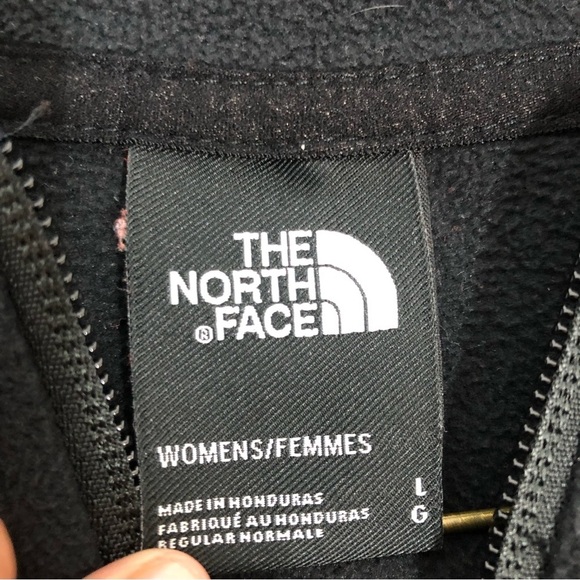 THE
NORTH
® FACE
WOMENS/FEMMES
MADE IN HONDURAS L
FABRIQUÉ AU HONDURAS G
REGULAR NORMALE